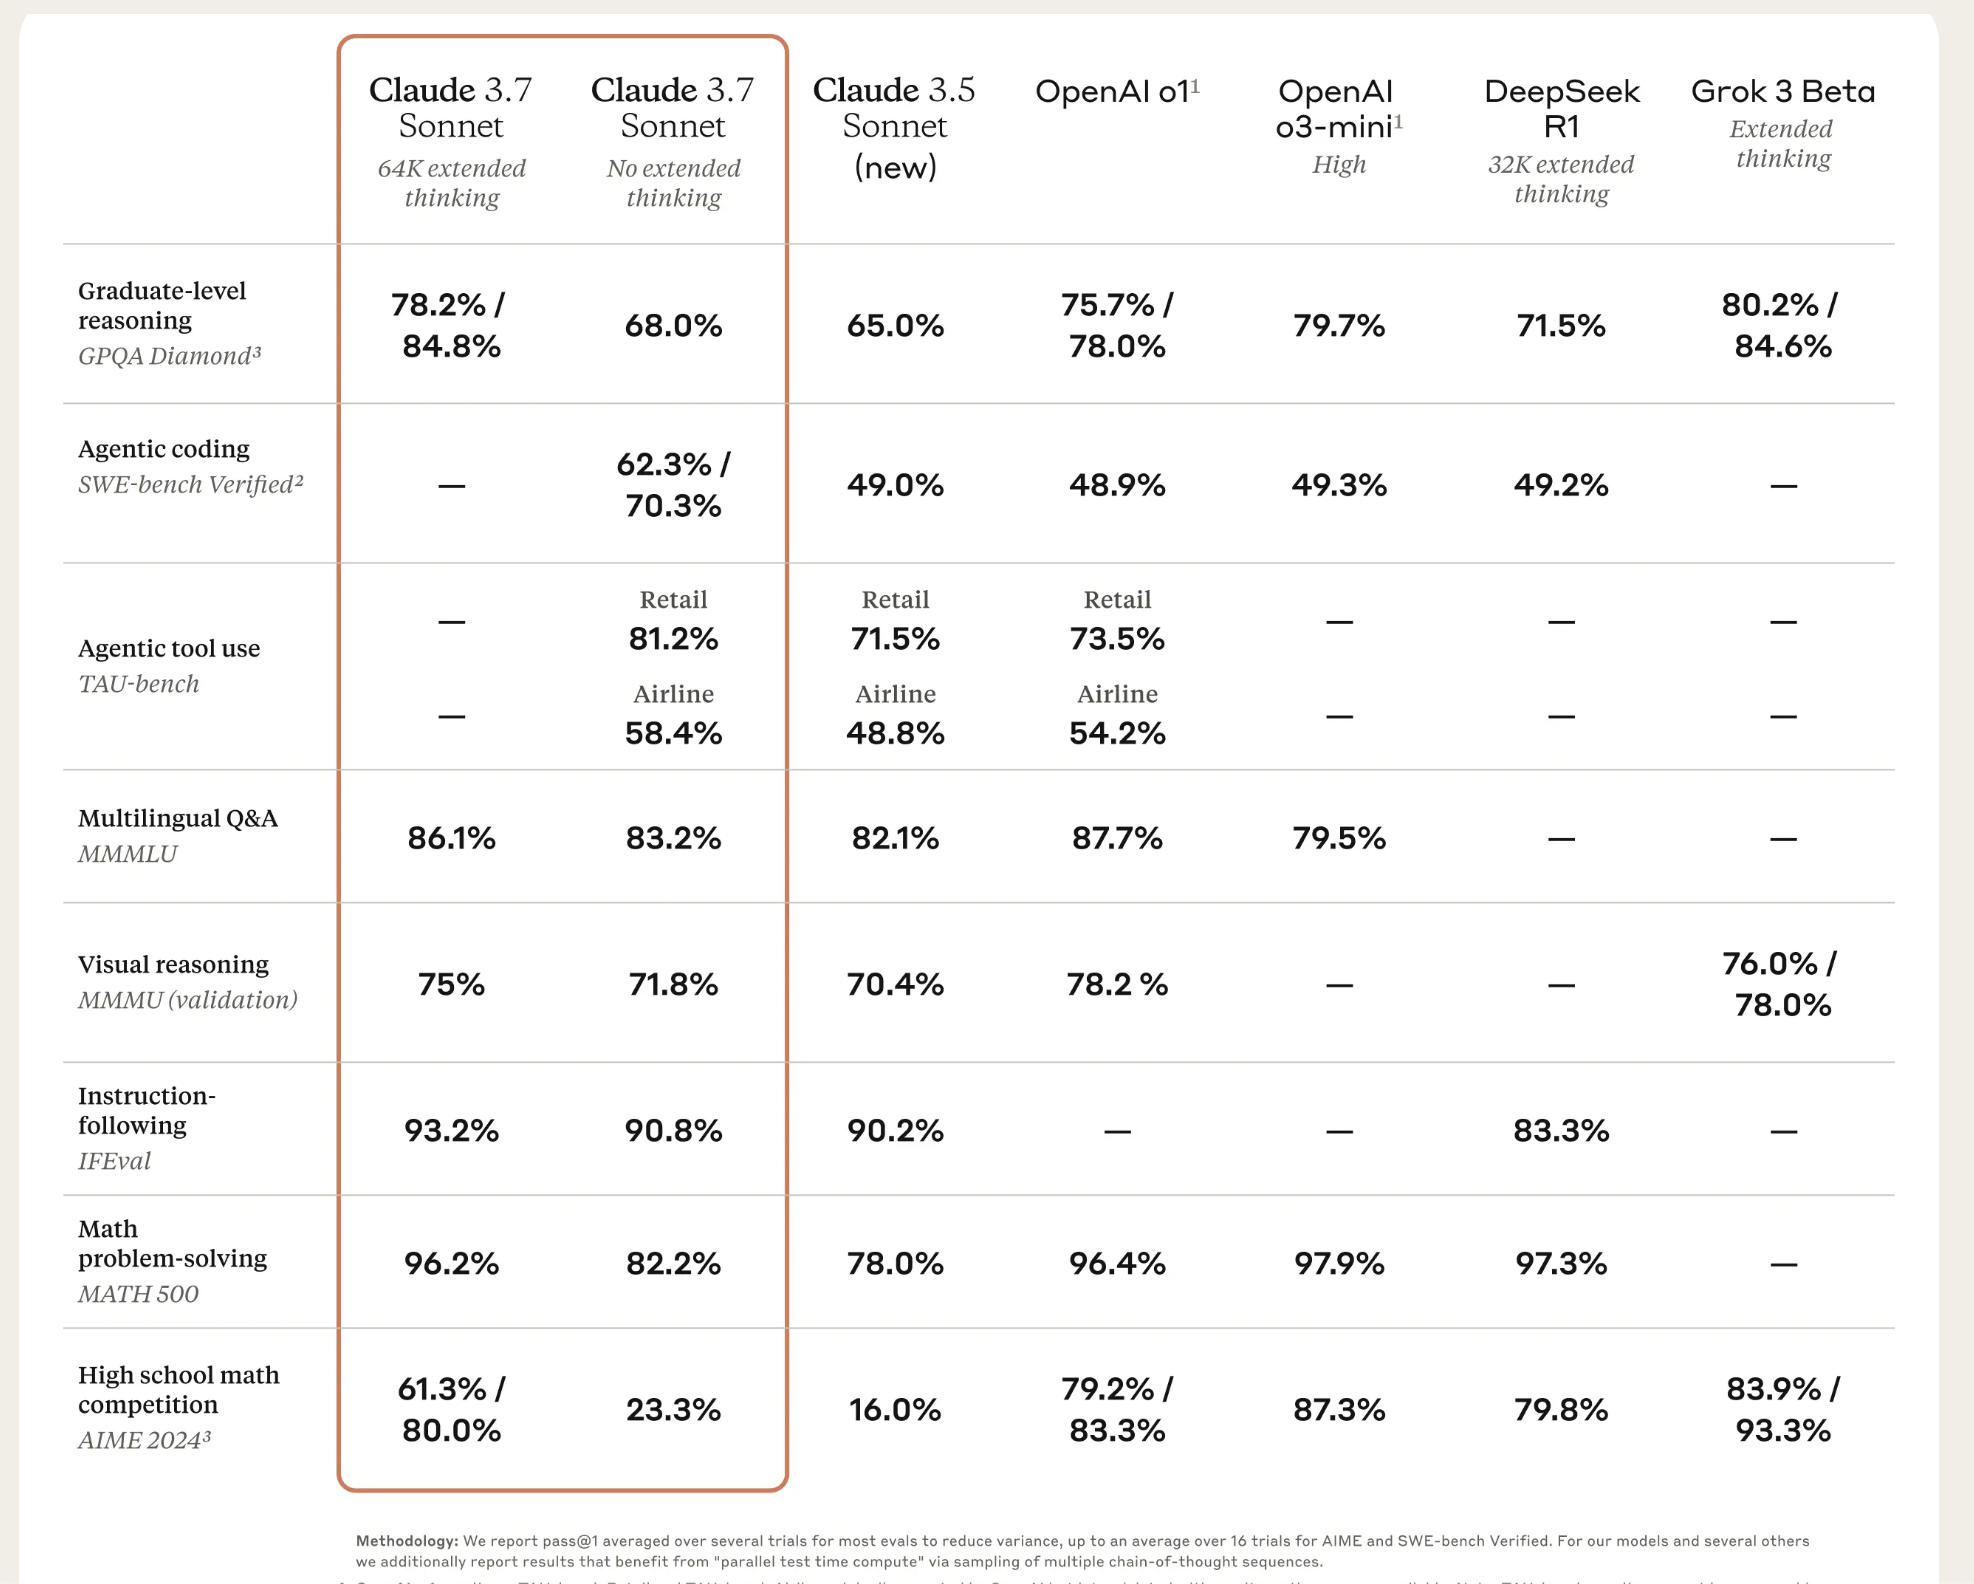 Claude 3.7 Sonnet
64K extended thinking
Claude 3.7 Sonnet
No extended thinking
Claude 3.5 Sonnet (new)
OpenAI o1¹
OpenAI o3-mini¹
High
DeepSeek R1
32K extended thinking
Grok 3 Beta
Extended thinking
Graduate-level reasoning
GPQA Diamond³
78.2% / 84.8%
68.0%
65.0%
75.7% / 78.0%
79.7%
71.5%
80.2% / 84.6%
Agentic coding
SWE-bench Verified²
—
62.3% / 70.3%
49.0%
48.9%
49.3%
49.2%
—
Agentic tool use
TAU-bench
—
Retail 81.2%
Retail 71.5%
Retail 73.5%
—
—
—
—
Airline 58.4%
Airline 48.8%
Airline 54.2%
—
—
—
Multilingual Q&A
MMMLU
86.1%
83.2%
82.1%
87.7%
79.5%
—
—
Visual reasoning
MMMU (validation)
75%
71.8%
70.4%
78.2 %
—
—
76.0% / 78.0%
Instruction-following
IFEval
93.2%
90.8%
90.2%
—
—
83.3%
—
Math problem-solving
MATH 500
96.2%
82.2%
78.0%
96.4%
97.9%
97.3%
—
High school math competition
AIME 2024³
61.3% / 80.0%
23.3%
16.0%
79.2% / 83.3%
87.3%
79.8%
83.9% / 93.3%
Methodology: We report pass@1 averaged over several trials for most evals to reduce variance, up to an average over 16 trials for AIME and SWE-bench Verified. For our models and several others
we additionally report results that benefit from "parallel test time compute" via sampling of multiple chain-of-thought sequences.